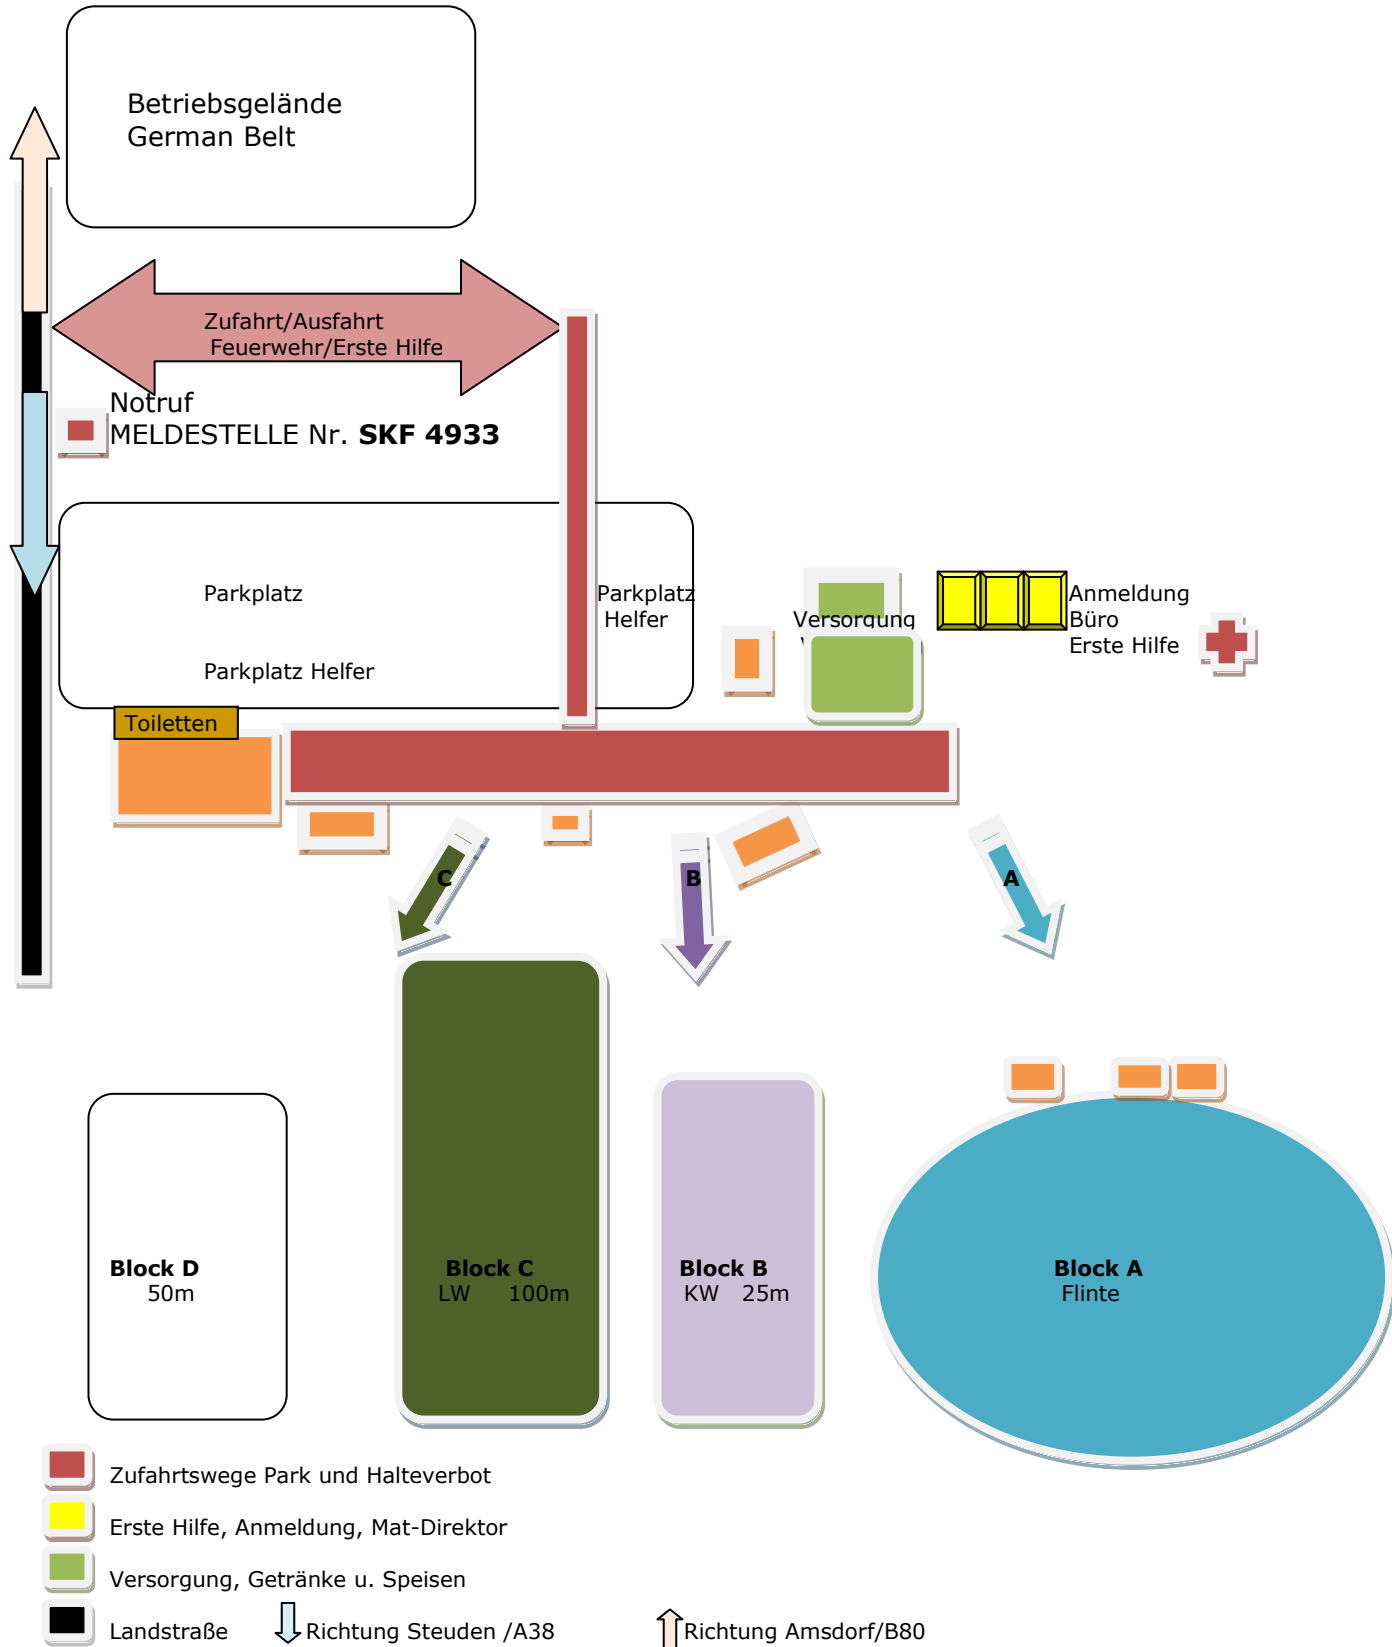 Betriebsgelände
German Belt
Zufahrt/Ausfahrt
Feuerwehr/Erste Hilfe
Notruf
MELDESTELLE Nr. SKF 4933
Parkplatz
Parkplatz
Helfer
Parkplatz Helfer
Versorgung
Anmeldung
Büro
Erste Hilfe
Toiletten
C
B
A
Block D
50m
Block C
LW 100m
Block B
KW 25m
Block A
Flinte
Zufahrtswege Park und Halteverbot
Erste Hilfe, Anmeldung, Mat-Direktor
Versorgung, Getränke u. Speisen
Landstraße Richtung Steuden /A38 Richtung Amsdorf/B80